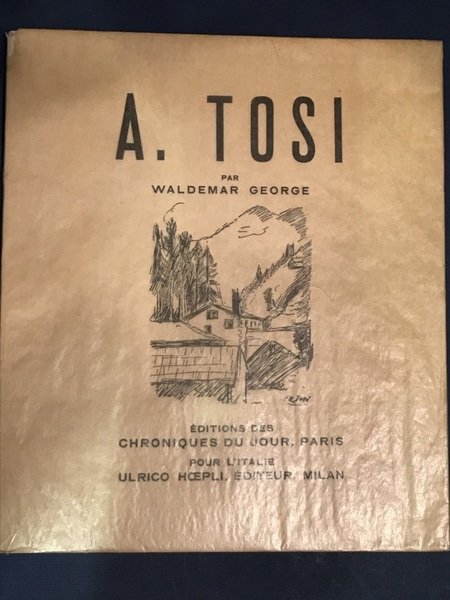 A. TOSI
PAR
WALDEMAR GEORGE
ÉDITIONS DES
CHRONIQUES DU JOUR, PARIS
POUR L'ITALIE
ULRICO HŒPLI, ÉDITEUR, MILAN